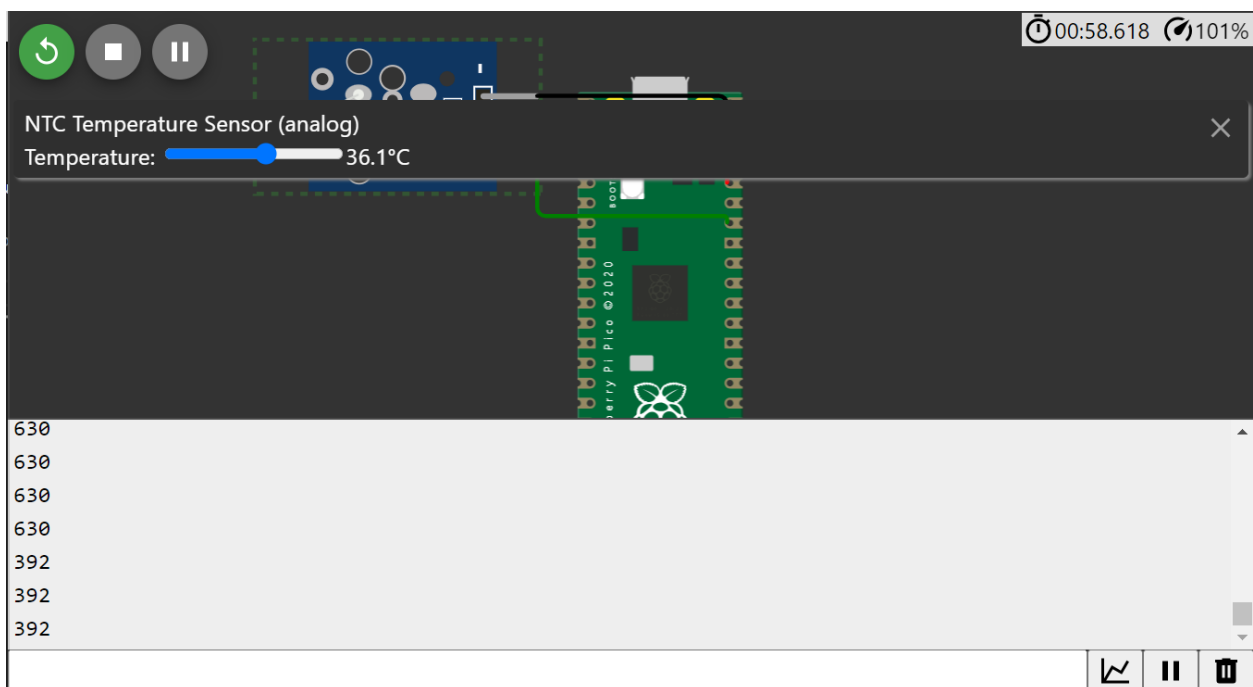 00:58.618 101%
NTC Temperature Sensor (analog)
Temperature: 36.1°C
BOOT
Raspberry Pi Pico ©2020
630
630
630
630
392
392
392